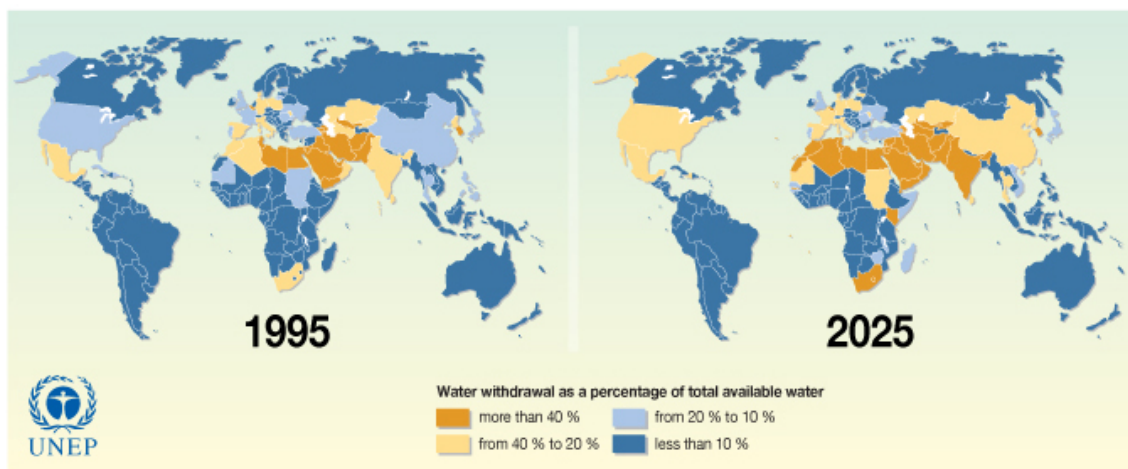 1995
2025
UNEP
Water withdrawal as a percentage of total available water
more than 40 %
from 20 % to 10 %
from 40 % to 20 %
less than 10 %